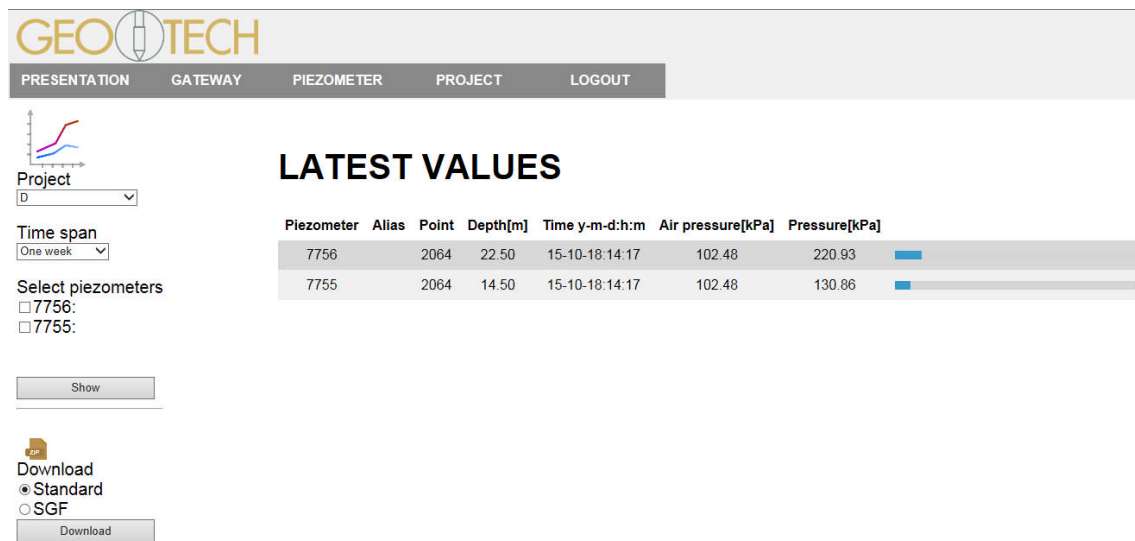 GEOTECH
PRESENTATION GATEWAY PIEZOMETER PROJECT LOGOUT
Project
D
Time span
One week
Select piezometers
7756:
7755:
Show
ZIP
Download
Standard
SGF
Download
LATEST VALUES
Piezometer Alias Point Depth[m] Time y-m-d:h:m Air pressure[kPa] Pressure[kPa]
7756 2064 22.50 15-10-18:14:17 102.48 220.93
7755 2064 14.50 15-10-18:14:17 102.48 130.86